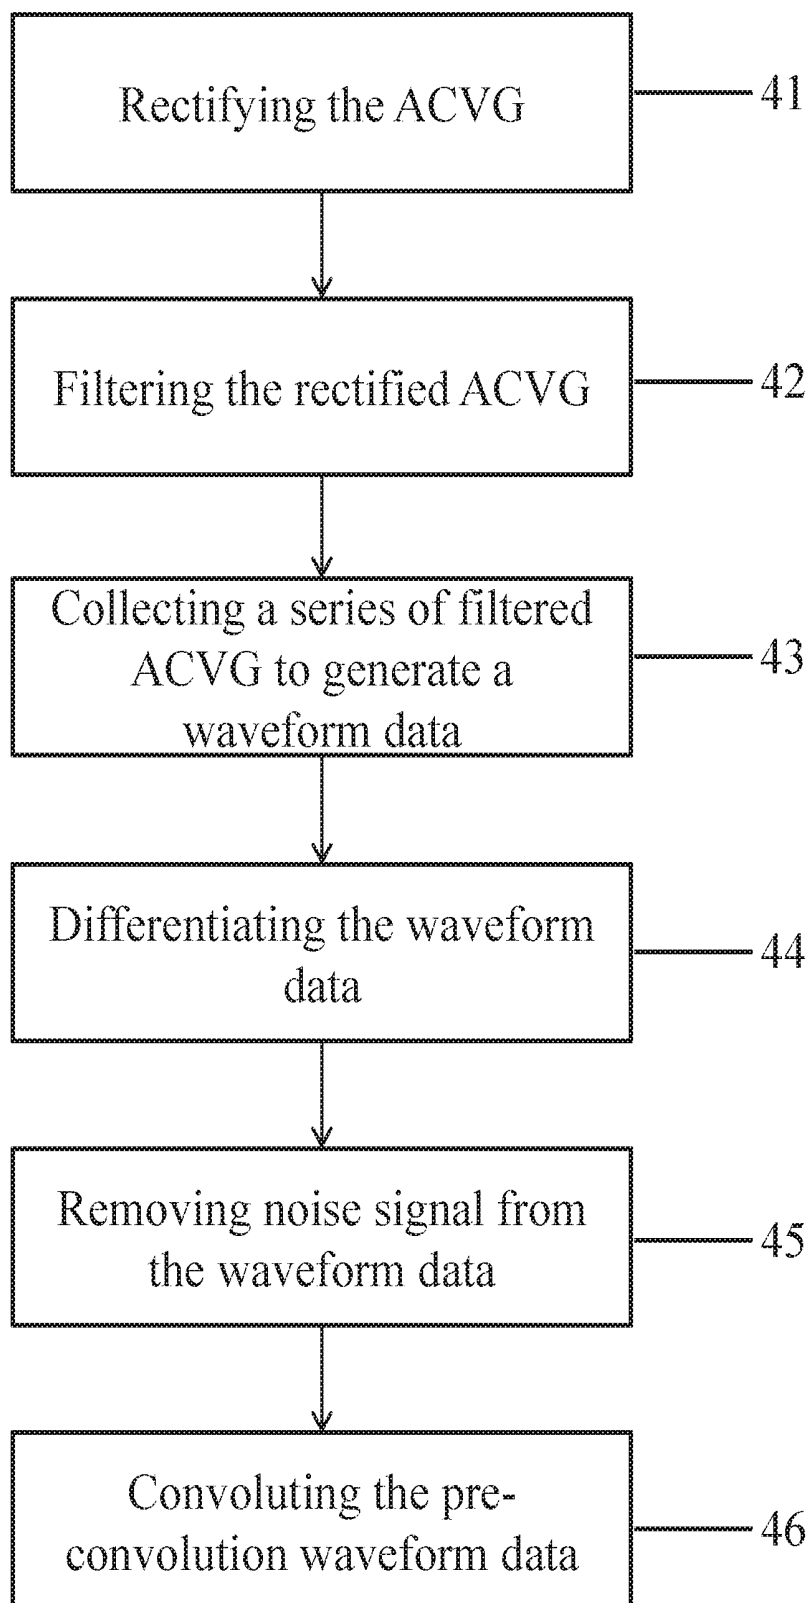 Rectifying the ACVG
41
Filtering the rectified ACVG
42
Collecting a series of filtered
ACVG to generate a
waveform data
43
Differentiating the waveform
data
44
Removing noise signal from
the waveform data
45
Convoluting the pre-
convolution waveform data
46